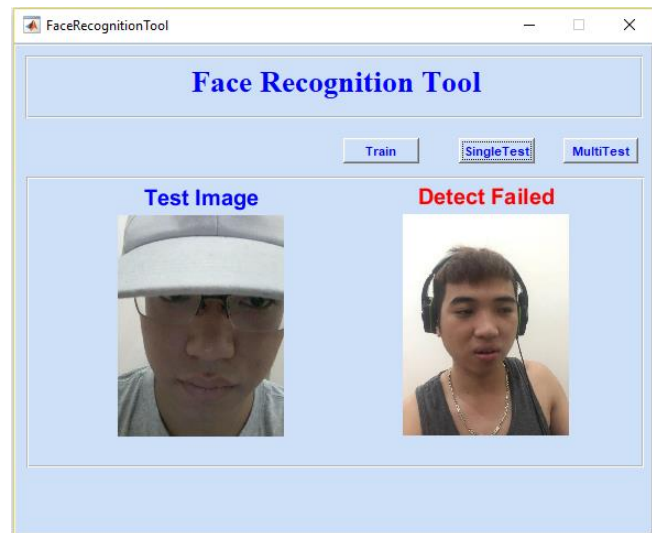 FaceRecognitionTool
Face Recognition Tool
Train SingleTest MultiTest
Test Image Detect Failed